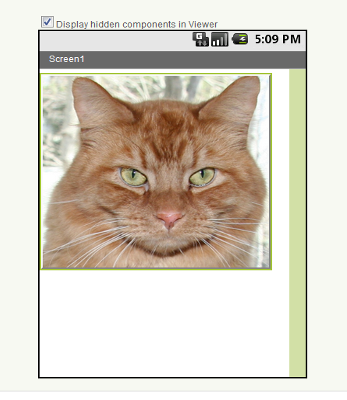 Display hidden components in Viewer
5:09 PM
Screen1